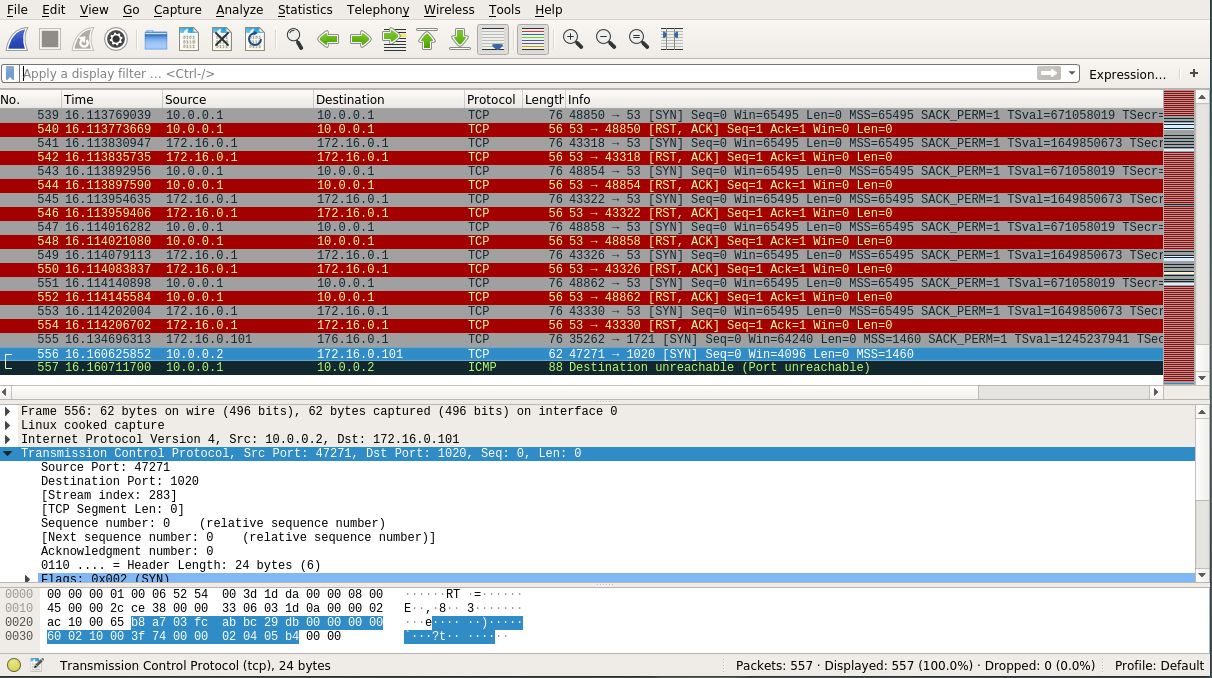 File Edit View Go Capture Analyze Statistics Telephony Wireless Tools Help
Apply a display filter ... <Ctrl-/> Expression... +
No. Time Source Destination Protocol Length Info
539 16.113769039 10.0.0.1 10.0.0.1 TCP 76 48850 → 53 [SYN] Seq=0 Win=65495 Len=0 MSS=65495 SACK_PERM=1 TSval=671058019 TSecr=
540 16.113773669 10.0.0.1 10.0.0.1 TCP 56 53 → 48850 [RST, ACK] Seq=1 Ack=1 Win=0 Len=0
541 16.113830947 172.16.0.1 172.16.0.1 TCP 76 43318 → 53 [SYN] Seq=0 Win=65495 Len=0 MSS=65495 SACK_PERM=1 TSval=1649850673 TSecr
542 16.113835735 172.16.0.1 172.16.0.1 TCP 56 53 → 43318 [RST, ACK] Seq=1 Ack=1 Win=0 Len=0
543 16.113892956 10.0.0.1 10.0.0.1 TCP 76 48854 → 53 [SYN] Seq=0 Win=65495 Len=0 MSS=65495 SACK_PERM=1 TSval=671058019 TSecr=
544 16.113897590 10.0.0.1 10.0.0.1 TCP 56 53 → 48854 [RST, ACK] Seq=1 Ack=1 Win=0 Len=0
545 16.113954635 172.16.0.1 172.16.0.1 TCP 76 43322 → 53 [SYN] Seq=0 Win=65495 Len=0 MSS=65495 SACK_PERM=1 TSval=1649850673 TSecr
546 16.113959406 172.16.0.1 172.16.0.1 TCP 56 53 → 43322 [RST, ACK] Seq=1 Ack=1 Win=0 Len=0
547 16.114016282 10.0.0.1 10.0.0.1 TCP 76 48858 → 53 [SYN] Seq=0 Win=65495 Len=0 MSS=65495 SACK_PERM=1 TSval=671058019 TSecr=
548 16.114021080 10.0.0.1 10.0.0.1 TCP 56 53 → 48858 [RST, ACK] Seq=1 Ack=1 Win=0 Len=0
549 16.114079113 172.16.0.1 172.16.0.1 TCP 76 43326 → 53 [SYN] Seq=0 Win=65495 Len=0 MSS=65495 SACK_PERM=1 TSval=1649850673 TSecr
550 16.114083837 172.16.0.1 172.16.0.1 TCP 56 53 → 43326 [RST, ACK] Seq=1 Ack=1 Win=0 Len=0
551 16.114140898 10.0.0.1 10.0.0.1 TCP 76 48862 → 53 [SYN] Seq=0 Win=65495 Len=0 MSS=65495 SACK_PERM=1 TSval=671058019 TSecr=
552 16.114145584 10.0.0.1 10.0.0.1 TCP 56 53 → 48862 [RST, ACK] Seq=1 Ack=1 Win=0 Len=0
553 16.114202004 172.16.0.1 172.16.0.1 TCP 76 43330 → 53 [SYN] Seq=0 Win=65495 Len=0 MSS=65495 SACK_PERM=1 TSval=1649850673 TSecr
554 16.114206702 172.16.0.1 172.16.0.1 TCP 56 53 → 43330 [RST, ACK] Seq=1 Ack=1 Win=0 Len=0
555 16.134696313 172.16.0.101 176.16.0.1 TCP 76 35262 → 1721 [SYN] Seq=0 Win=64240 Len=0 MSS=1460 SACK_PERM=1 TSval=1245237941 TSec
556 16.160625852 10.0.0.2 172.16.0.101 TCP 62 47271 → 1020 [SYN] Seq=0 Win=4096 Len=0 MSS=1460
557 16.160711700 10.0.0.1 10.0.0.2 ICMP 88 Destination unreachable (Port unreachable)
Frame 556: 62 bytes on wire (496 bits), 62 bytes captured (496 bits) on interface 0
Linux cooked capture
Internet Protocol Version 4, Src: 10.0.0.2, Dst: 172.16.0.101
Transmission Control Protocol, Src Port: 47271, Dst Port: 1020, Seq: 0, Len: 0
Source Port: 47271
Destination Port: 1020
[Stream index: 283]
[TCP Segment Len: 0]
Sequence number: 0 (relative sequence number)
[Next sequence number: 0 (relative sequence number)]
Acknowledgment number: 0
0110 .... = Header Length: 24 bytes (6)
Flags: 0x002 (SYN)
0000 00 00 00 01 00 06 52 54 00 3d 1d da 00 00 08 00 ······RT ·=······
0010 45 00 00 2c ce 38 00 00 33 06 03 1d 0a 00 00 02 E··,·8·· 3·······
0020 ac 10 00 65 b8 a7 03 fc ab bc 29 db 00 00 00 00 ···e···· ··)·····
0030 60 02 10 00 3f 74 00 00 02 04 05 b4 00 00 `···?t·· ······
Transmission Control Protocol (tcp), 24 bytes Packets: 557 · Displayed: 557 (100.0%) · Dropped: 0 (0.0%) Profile: Default